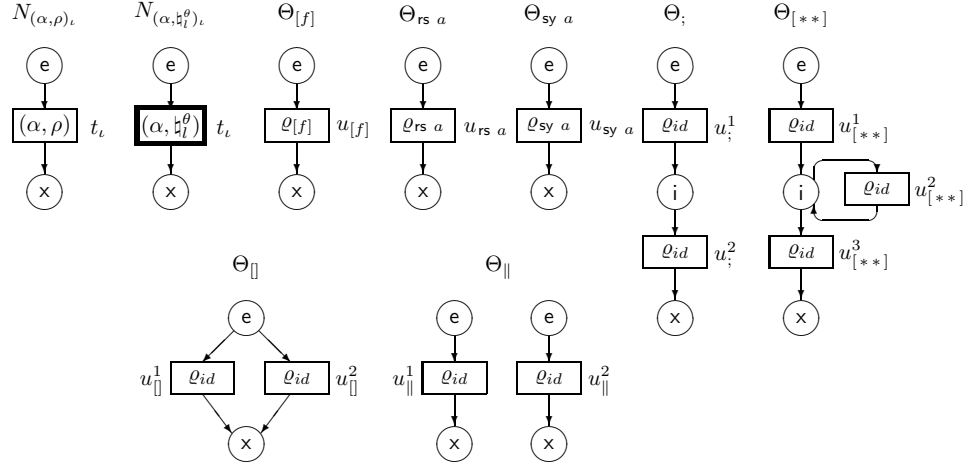 N_{(α,ρ)_ι} N_{(α,♮_l^θ)_ι} Θ_{[f]} Θ_{rs a} Θ_{sy a} Θ_; Θ_{[**]}
e e e e e e e
(α, ρ) t_ι (α, ♮_l^θ) t_ι ϱ_{[f]} u_{[f]} ϱ_{rs a} u_{rs a} ϱ_{sy a} u_{sy a} ϱ_{id} u_;^1 ϱ_{id} u_{[**]}^1
x x x x x i i ϱ_{id} u_{[**]}^2
ϱ_{id} u_;^2 ϱ_{id} u_{[**]}^3
Θ_{[]} Θ_∥
x x
e e e
u_{[]}^1 ϱ_{id} ϱ_{id} u_{[]}^2 u_∥^1 ϱ_{id} ϱ_{id} u_∥^2
x x x